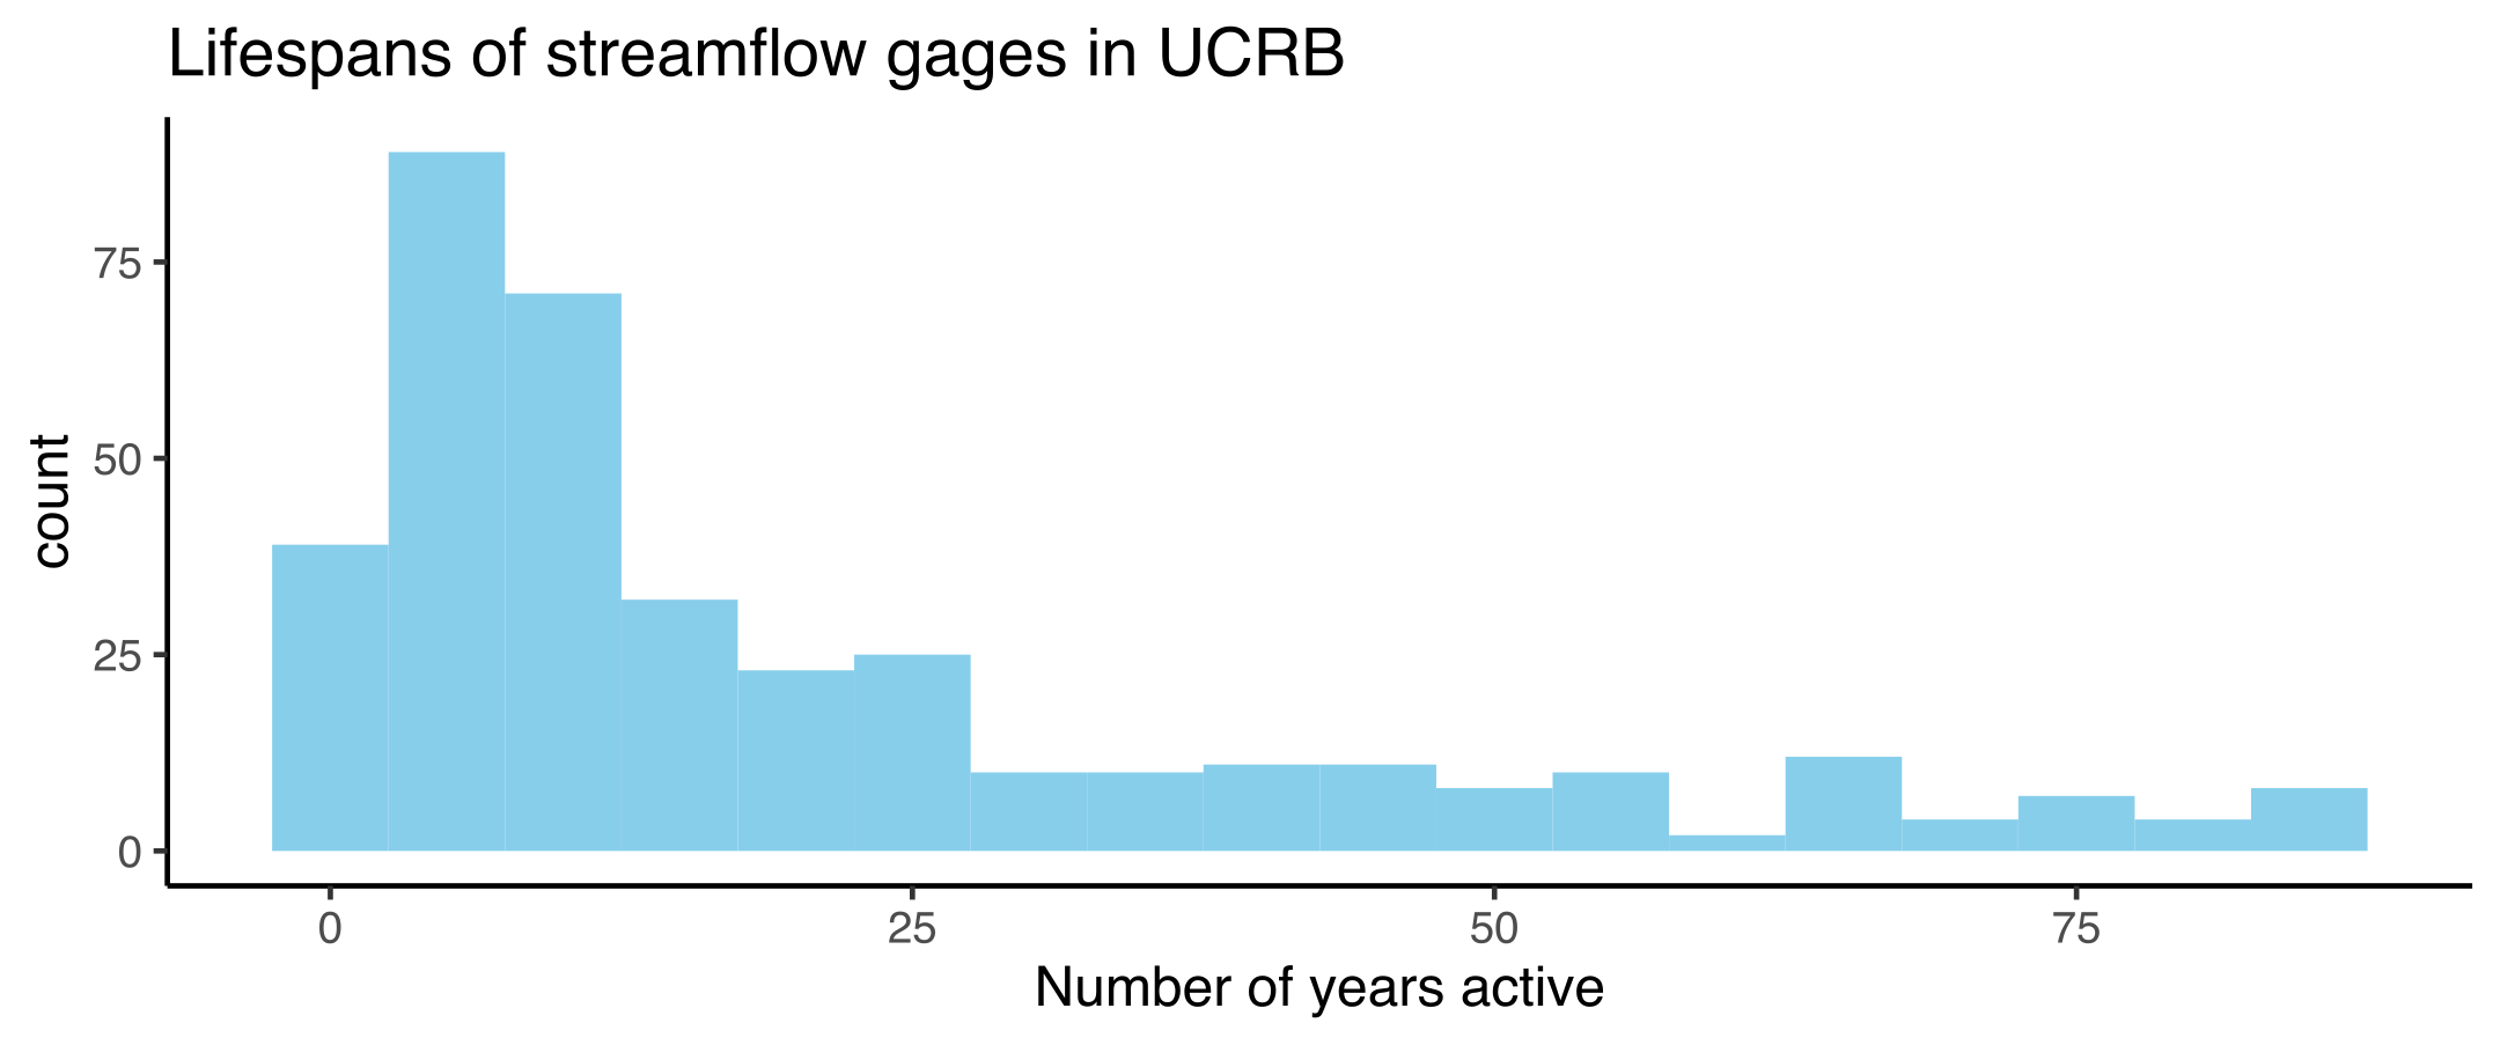 Lifespans of streamflow gages in UCRB
count
75
50
25
0
0 25 50 75
Number of years active